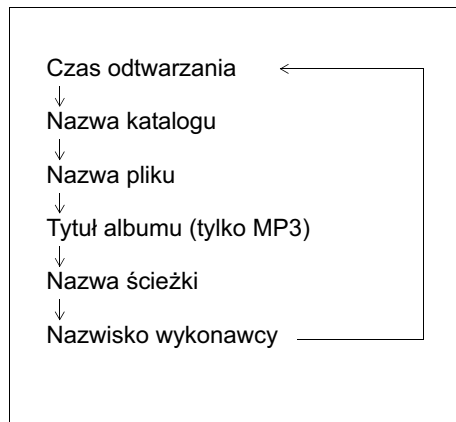 Czas odtwarzania
Nazwa katalogu
Nazwa pliku
Tytuł albumu (tylko MP3)
Nazwa ścieżki
Nazwisko wykonawcy